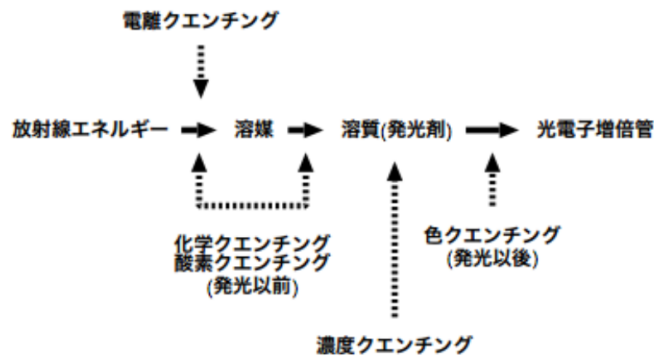 電離クエンチング
放射線エネルギー 溶媒 溶質(発光剤) 光電子増倍管
化学クエンチング
酸素クエンチング
(発光以前)
色クエンチング
(発光以後)
濃度クエンチング